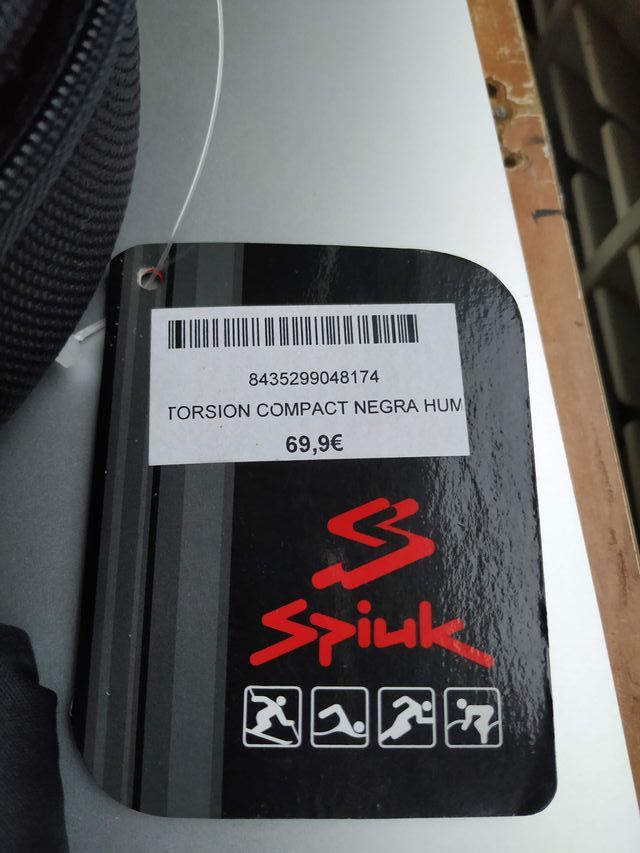 8435299048174
TORSION COMPACT NEGRA HUM
69,9€
Spiuk